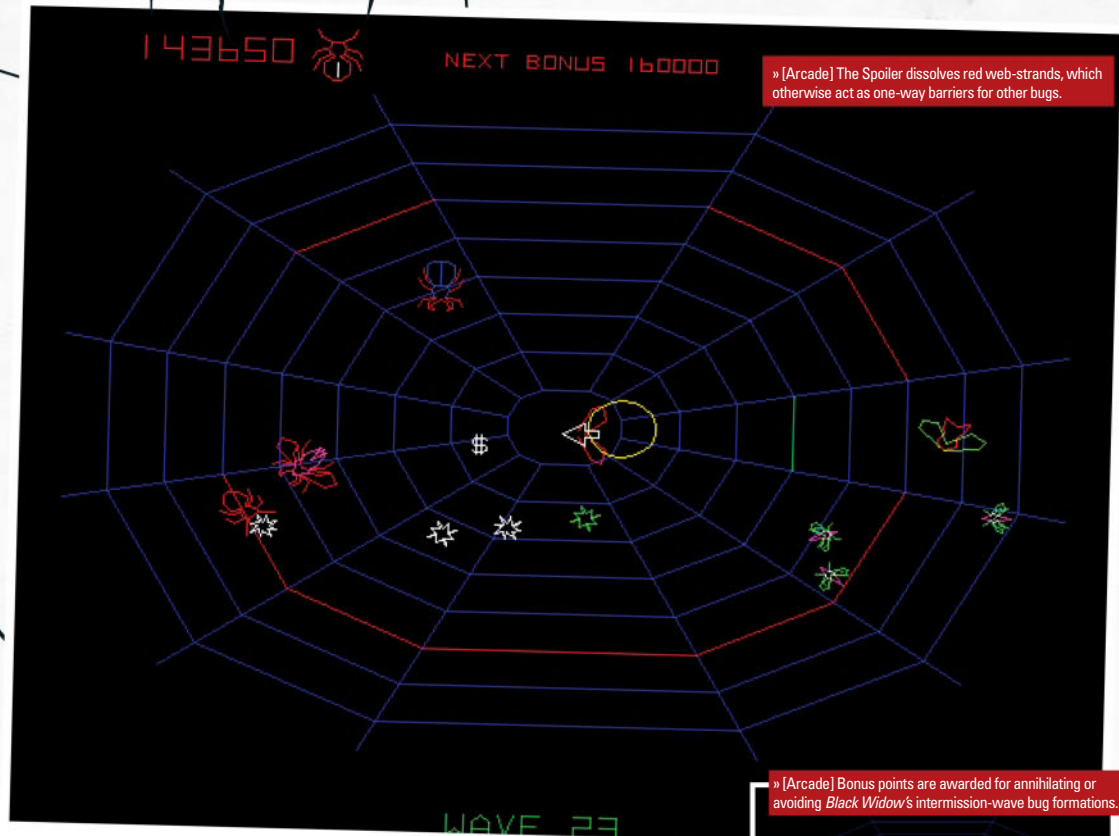 143650
1
NEXT BONUS 160000
» [Arcade] The Spoiler dissolves red web-strands, which
otherwise act as one-way barriers for other bugs.
$
WAVE 23
» [Arcade] Bonus points are awarded for annihilating or
avoiding Black Widow's intermission-wave bug formations.